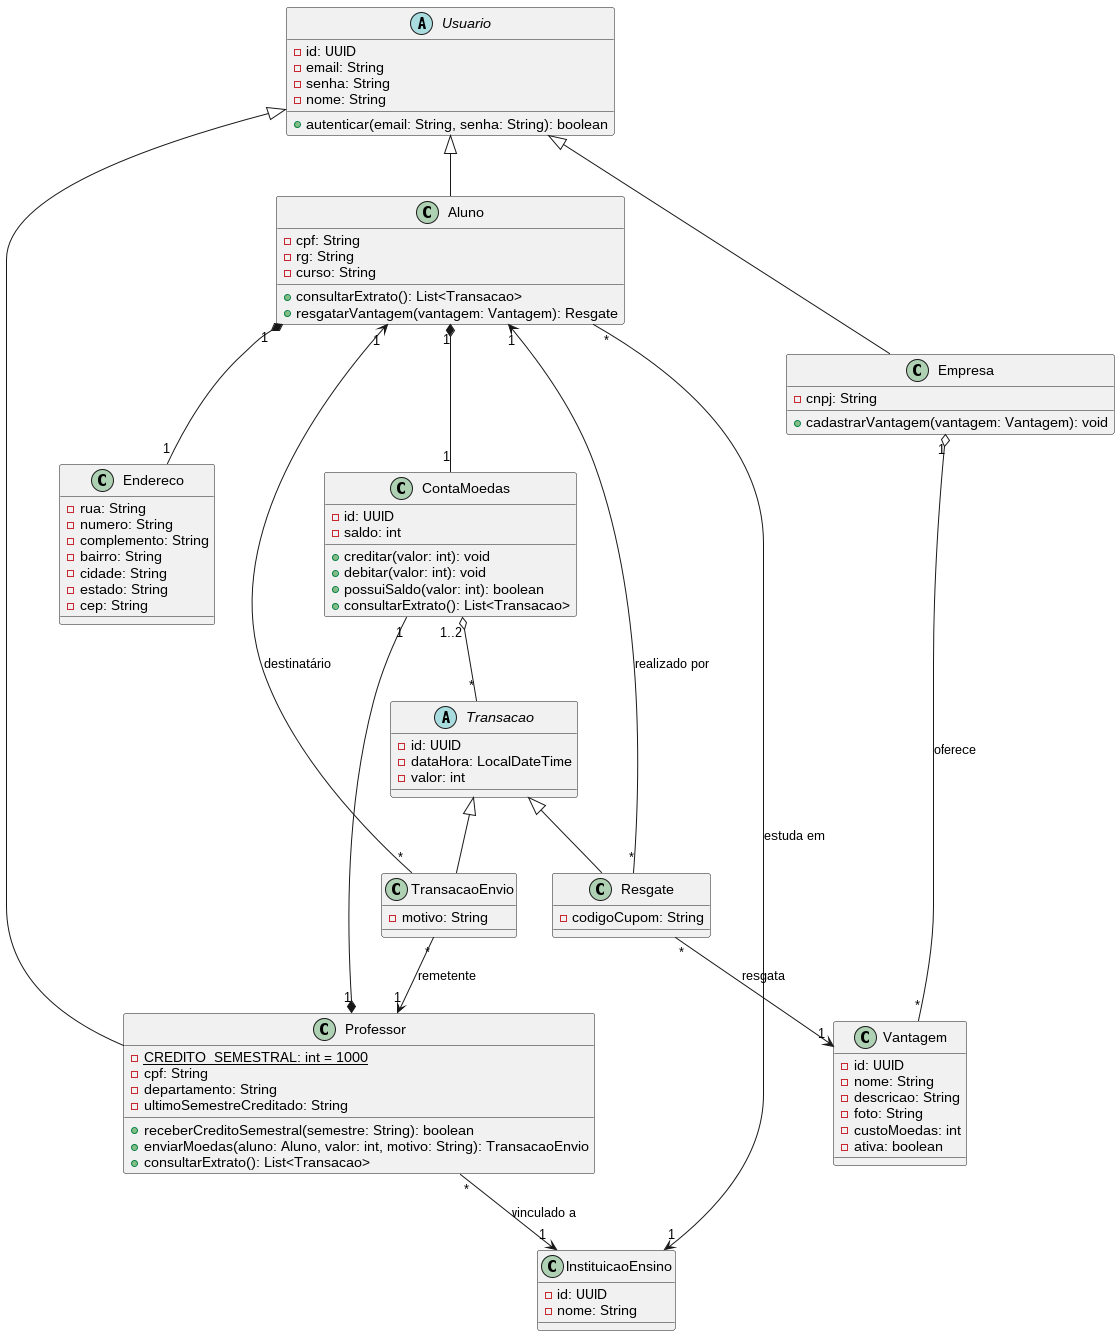 A Usuario
id: UUID
email: String
senha: String
nome: String
autenticar(email: String, senha: String): boolean
C Aluno
cpf: String
rg: String
curso: String
consultarExtrato(): List<Transacao>
resgatarVantagem(vantagem: Vantagem): Resgate
1
1
1
1
*
C Empresa
cnpj: String
cadastrarVantagem(vantagem: Vantagem): void
1
1
1
C Endereco
rua: String
numero: String
complemento: String
bairro: String
cidade: String
estado: String
cep: String
C ContaMoedas
id: UUID
saldo: int
creditar(valor: int): void
debitar(valor: int): void
possuiSaldo(valor: int): boolean
consultarExtrato(): List<Transacao>
1
1..2
destinatário
realizado por
*
A Transacao
id: UUID
dataHora: LocalDateTime
valor: int
oferece
estuda em
*
*
C TransacaoEnvio
motivo: String
C Resgate
codigoCupom: String
*
*
remetente
resgata
1
1
*
1
C Professor
CREDITO_SEMESTRAL: int = 1000
cpf: String
departamento: String
ultimoSemestreCreditado: String
receberCreditoSemestral(semestre: String): boolean
enviarMoedas(aluno: Aluno, valor: int, motivo: String): TransacaoEnvio
consultarExtrato(): List<Transacao>
C Vantagem
id: UUID
nome: String
descricao: String
foto: String
custoMoedas: int
ativa: boolean
*
vinculado a
1
1
C InstituicaoEnsino
id: UUID
nome: String